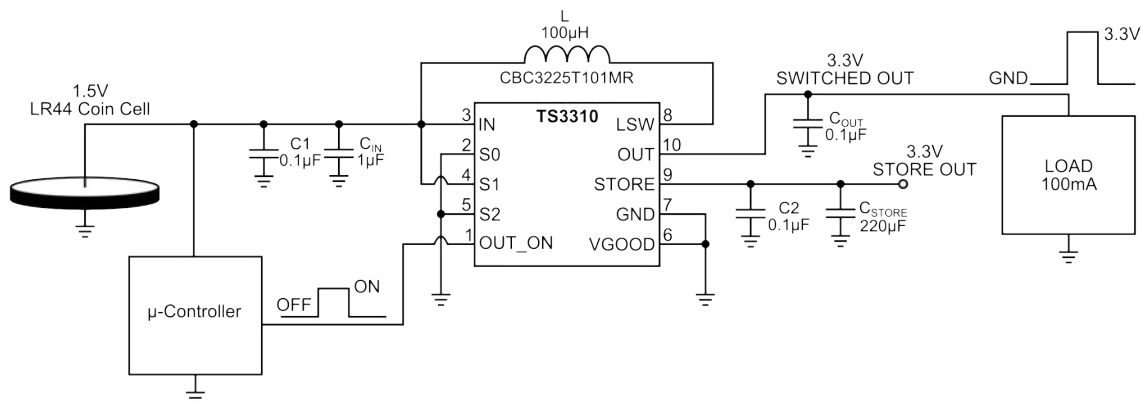 L
100µH
CBC3225T101MR
3.3V
SWITCHED OUT
3.3V
GND
1.5V
LR44 Coin Cell
TS3310
3 IN
LSW 8
2 S0
OUT 10
4 S1
STORE 9
5 S2
GND 7
1 OUT_ON
VGOOD 6
C1
0.1µF
CIN
1µF
COUT
0.1µF
3.3V
STORE OUT
C2
0.1µF
CSTORE
220µF
LOAD
100mA
µ-Controller
OFF
ON